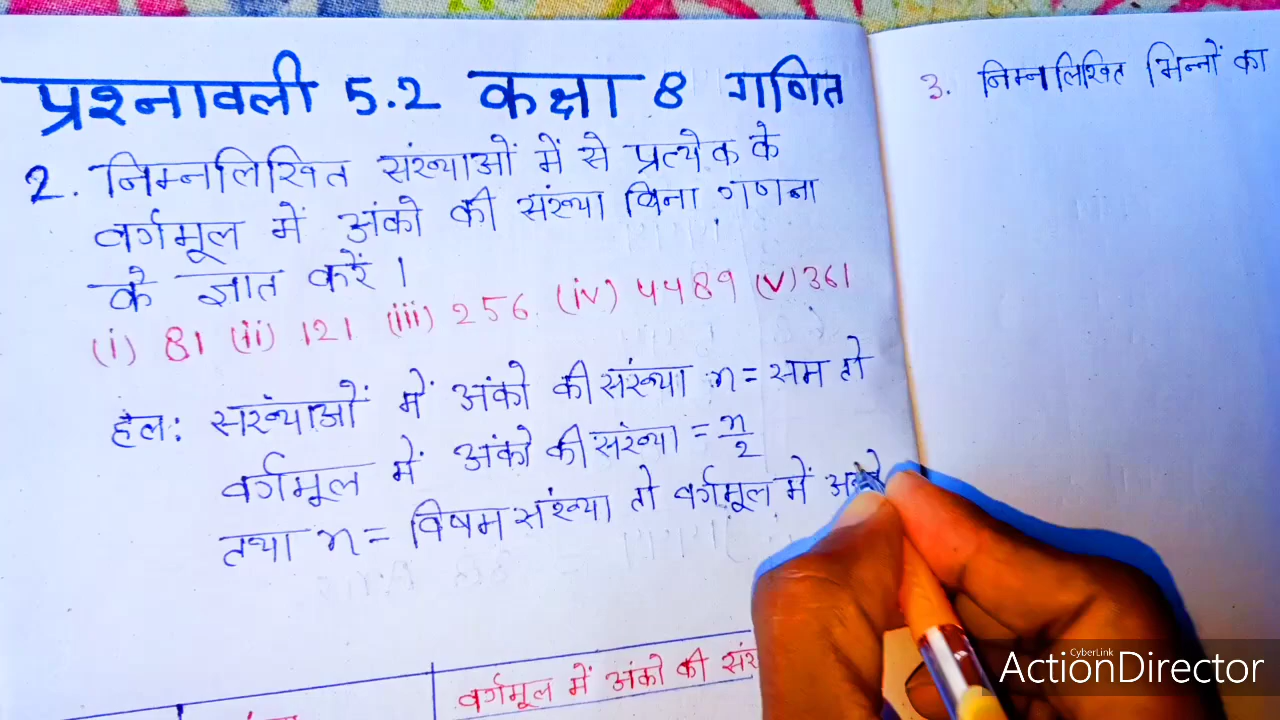 प्रश्नावली 5.2 कक्षा 8 गणित
2. निम्नलिखित संख्याओं में से प्रत्येक के
वर्गमूल में अंको की संख्या बिना गणना
के ज्ञात करें।
(i) 81 (ii) 121 (iii) 256 (iv) 4489 (v) 361
हल: संख्याओं में अंको की संख्या n = सम तो
वर्गमूल में अंको की संख्या = n/2
तथा n = विषम संख्या तो वर्गमूल में
वर्गमूल में अंको की
3. निम्नलिखित भिन्नों का
CyberLink
ActionDirector